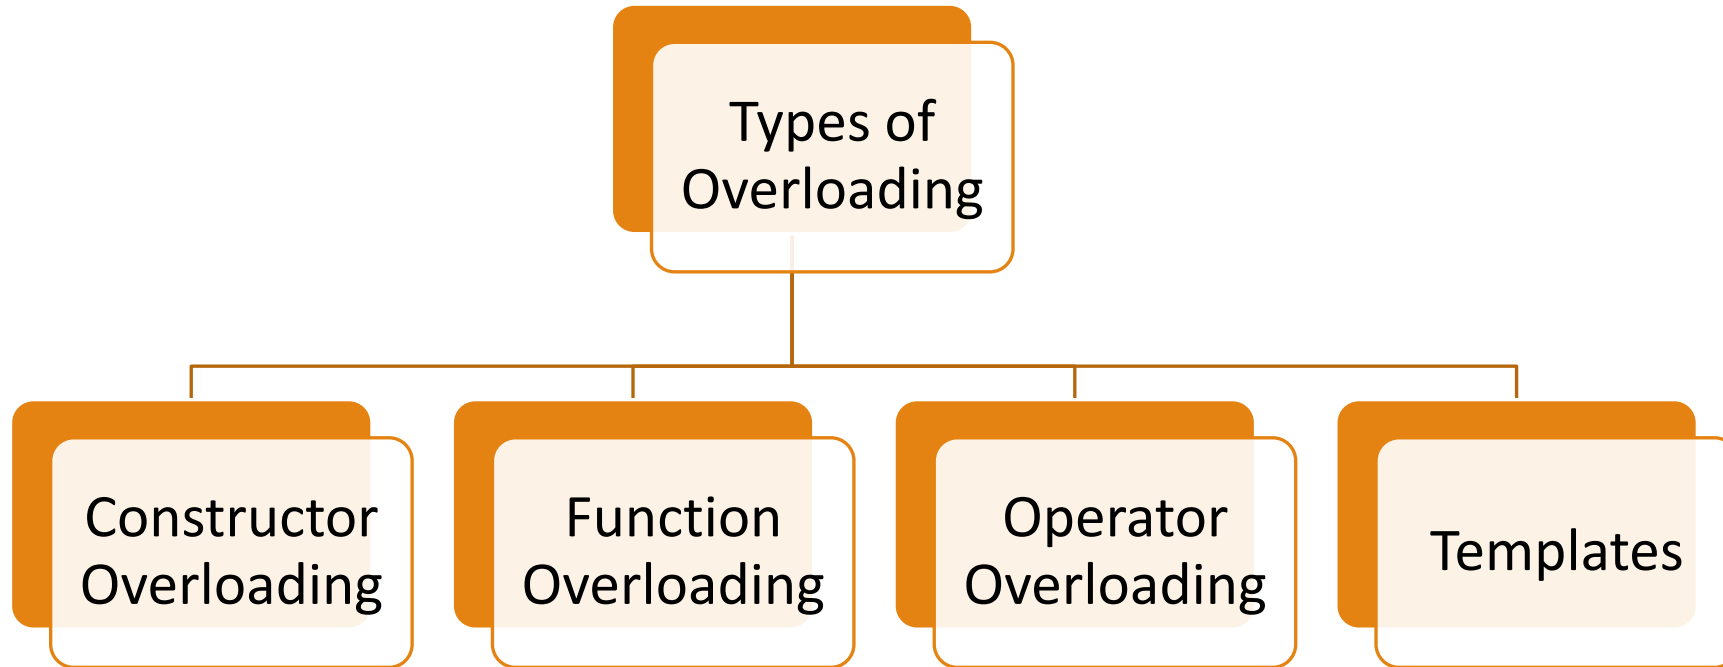 Types of
Overloading
Constructor
Overloading
Function
Overloading
Operator
Overloading
Templates